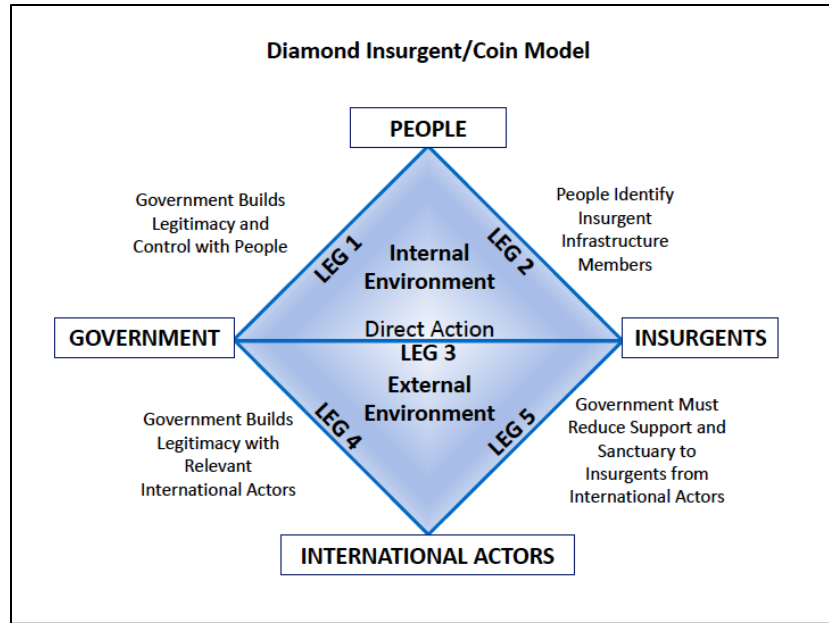 Diamond Insurgent/Coin Model
PEOPLE
Government Builds
Legitimacy and
Control with People
People Identify
Insurgent
Infrastructure
Members
LEG 1
LEG 2
Internal
Environment
GOVERNMENT
Direct Action
INSURGENTS
LEG 3
External
Environment
Government Builds
Legitimacy with
Relevant
International Actors
LEG 4
LEG 5
Government Must
Reduce Support and
Sanctuary to
Insurgents from
International Actors
INTERNATIONAL ACTORS